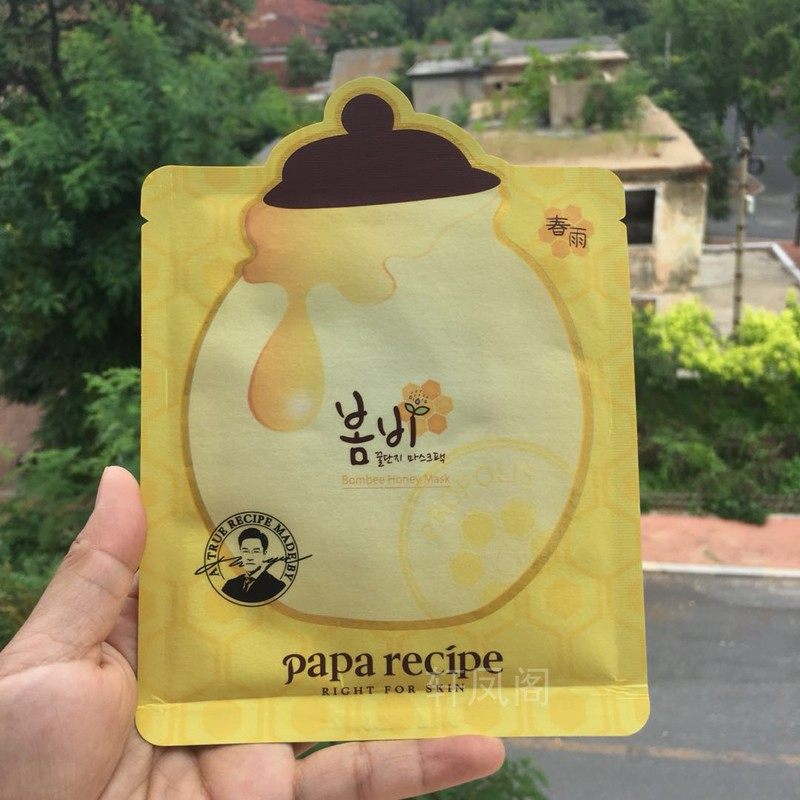 春雨
봄비
꿀단지 마스크팩
Bombee Honey Mask
A TRUE RECIPE MADE BY
papa recipe
RIGHT FOR SKIN
轩凤阁